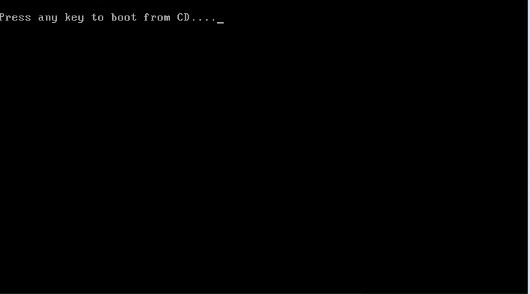 Press any key to boot from CD...._